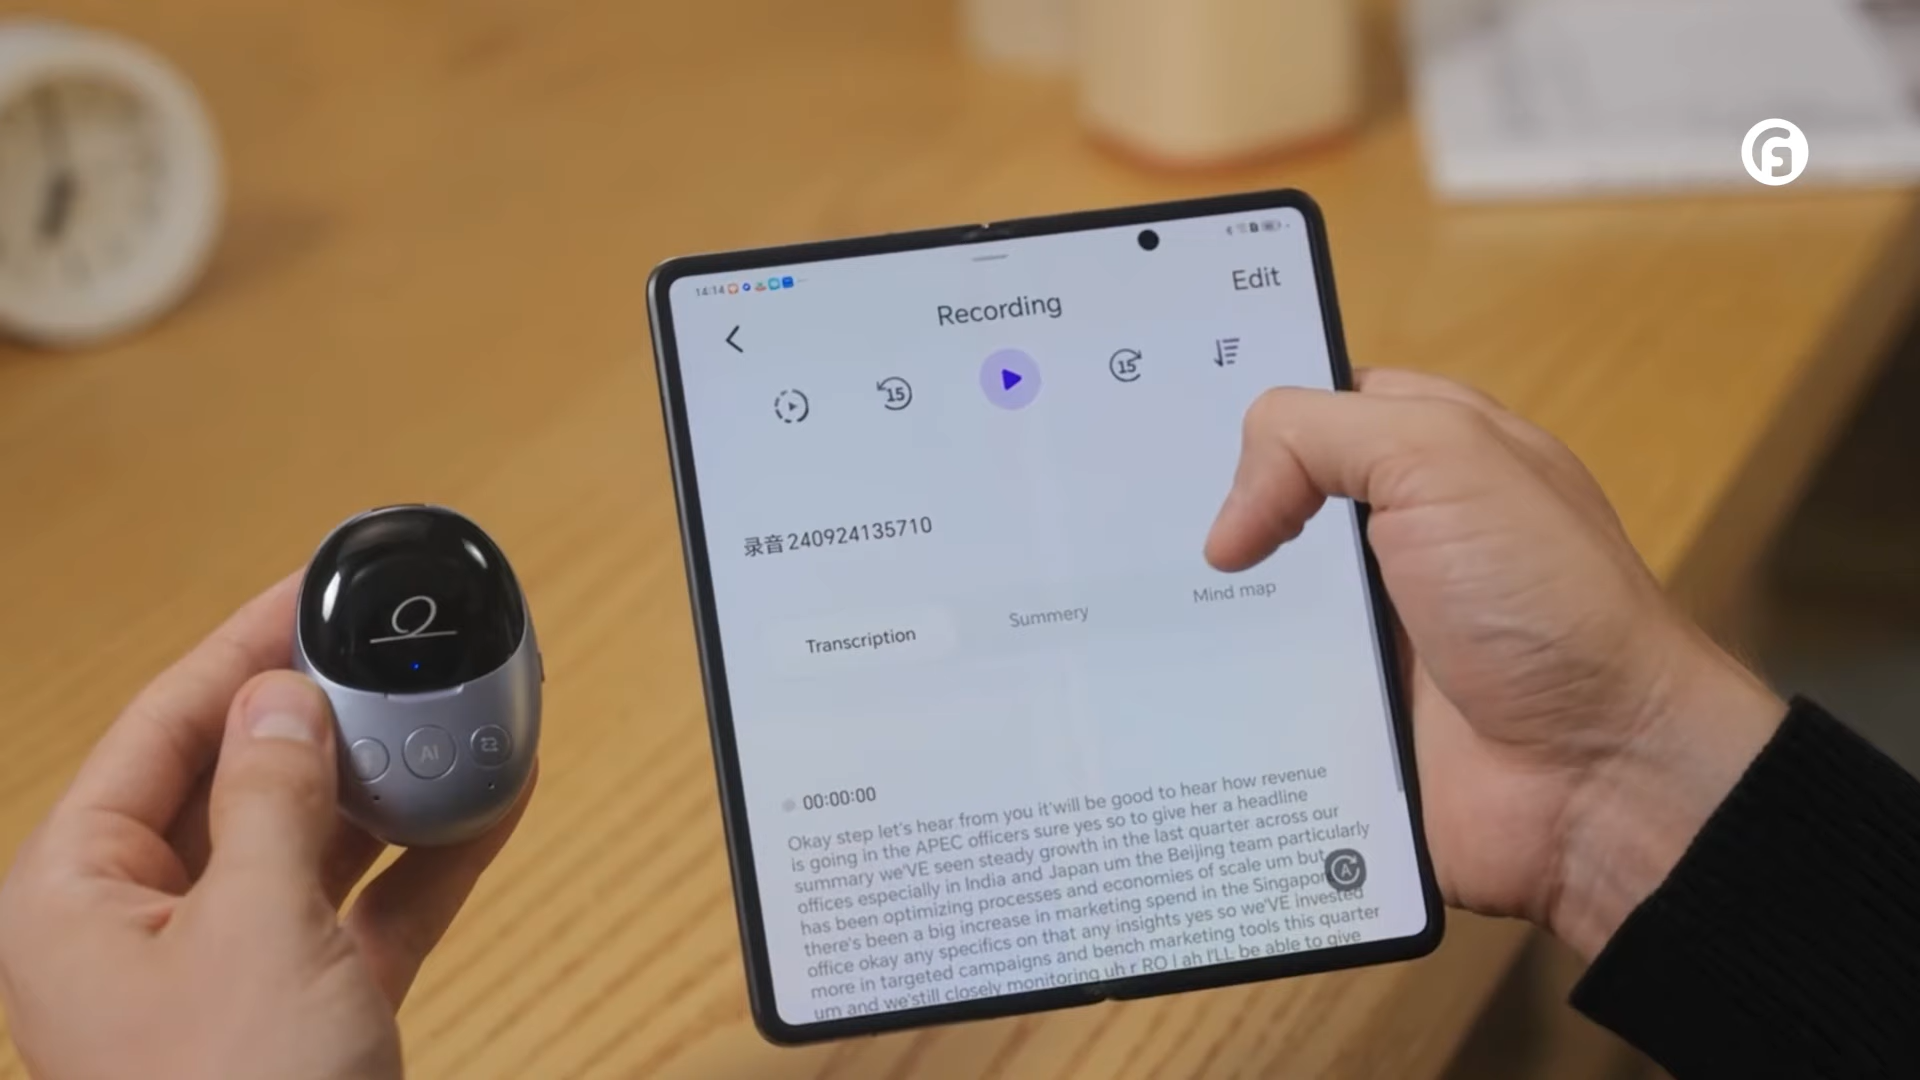 14:14
Edit
Recording
15
15
录音240924135710
Transcription
Summery
Mind map
00:00:00
Okay step let's hear from you it'will be good to hear how revenue
is going in the APEC officers sure yes so to give her a headline
summary we'VE seen steady growth in the last quarter across our
offices especially in India and Japan um the Beijing team particularly
has been optimizing processes and economies of scale um but
there's been a big increase in marketing spend in the Singapor
office okay any specifics on that any insights yes so we'VE invested
more in targeted campaigns and bench marketing tools this quarter
um and we'still closely monitoring uh r RO I ah I'LL be able to give
A
AI